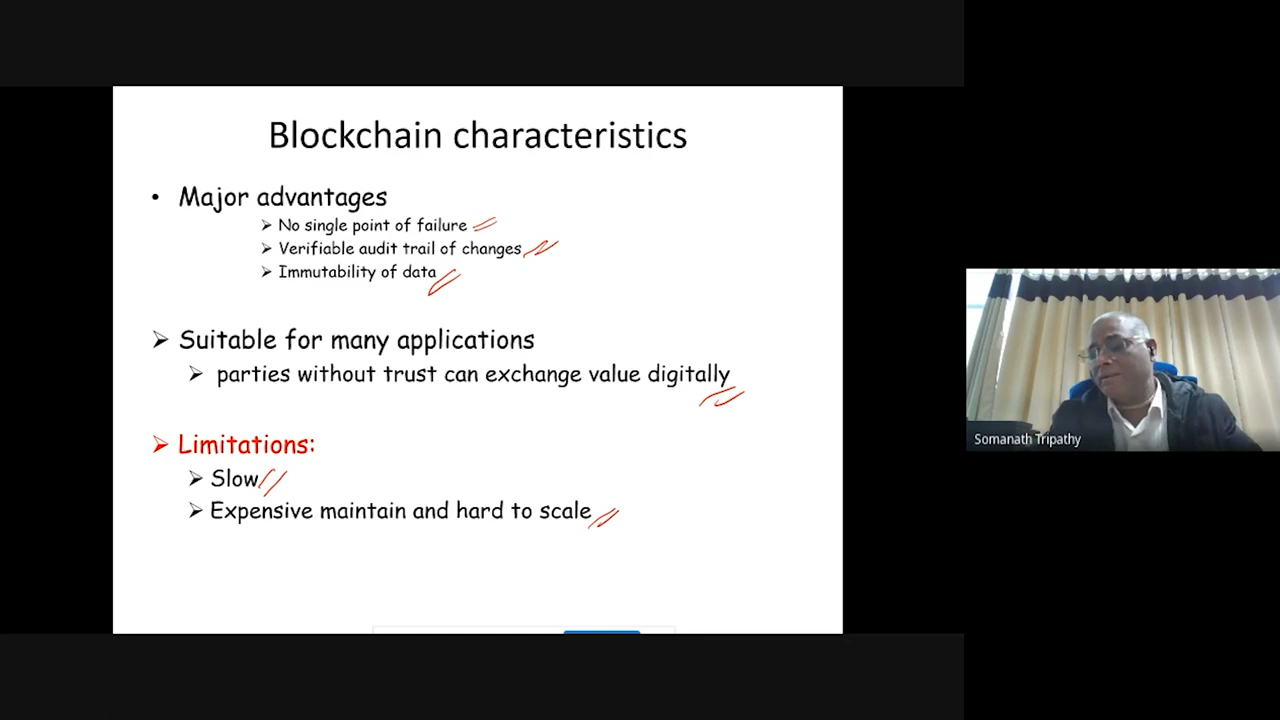 Blockchain characteristics
• Major advantages
➢ No single point of failure
➢ Verifiable audit trail of changes
➢ Immutability of data
➢ Suitable for many applications
➢ parties without trust can exchange value digitally
➢ Limitations:
➢ Slow
➢ Expensive maintain and hard to scale
Somanath Tripathy